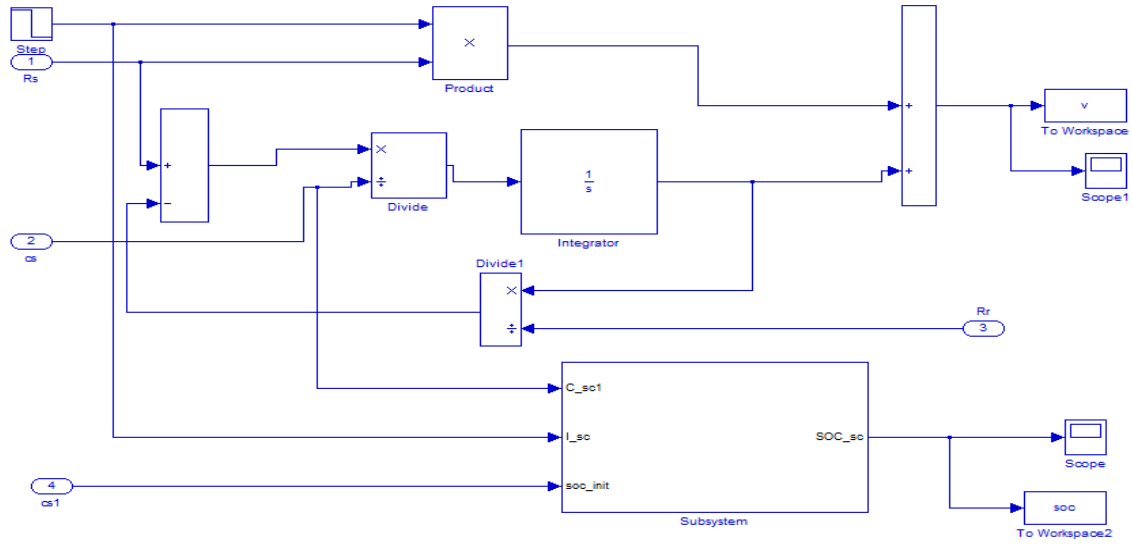 Step
1
Rs
×
Product
+
−
×
÷
Divide
1
s
Integrator
+
+
v
To Workspace
Scope1
2
cs
Divide1
×
÷
Rr
3
C_sc1
I_sc
soc_init
SOC_sc
Subsystem
4
cs1
Scope
soc
To Workspace2